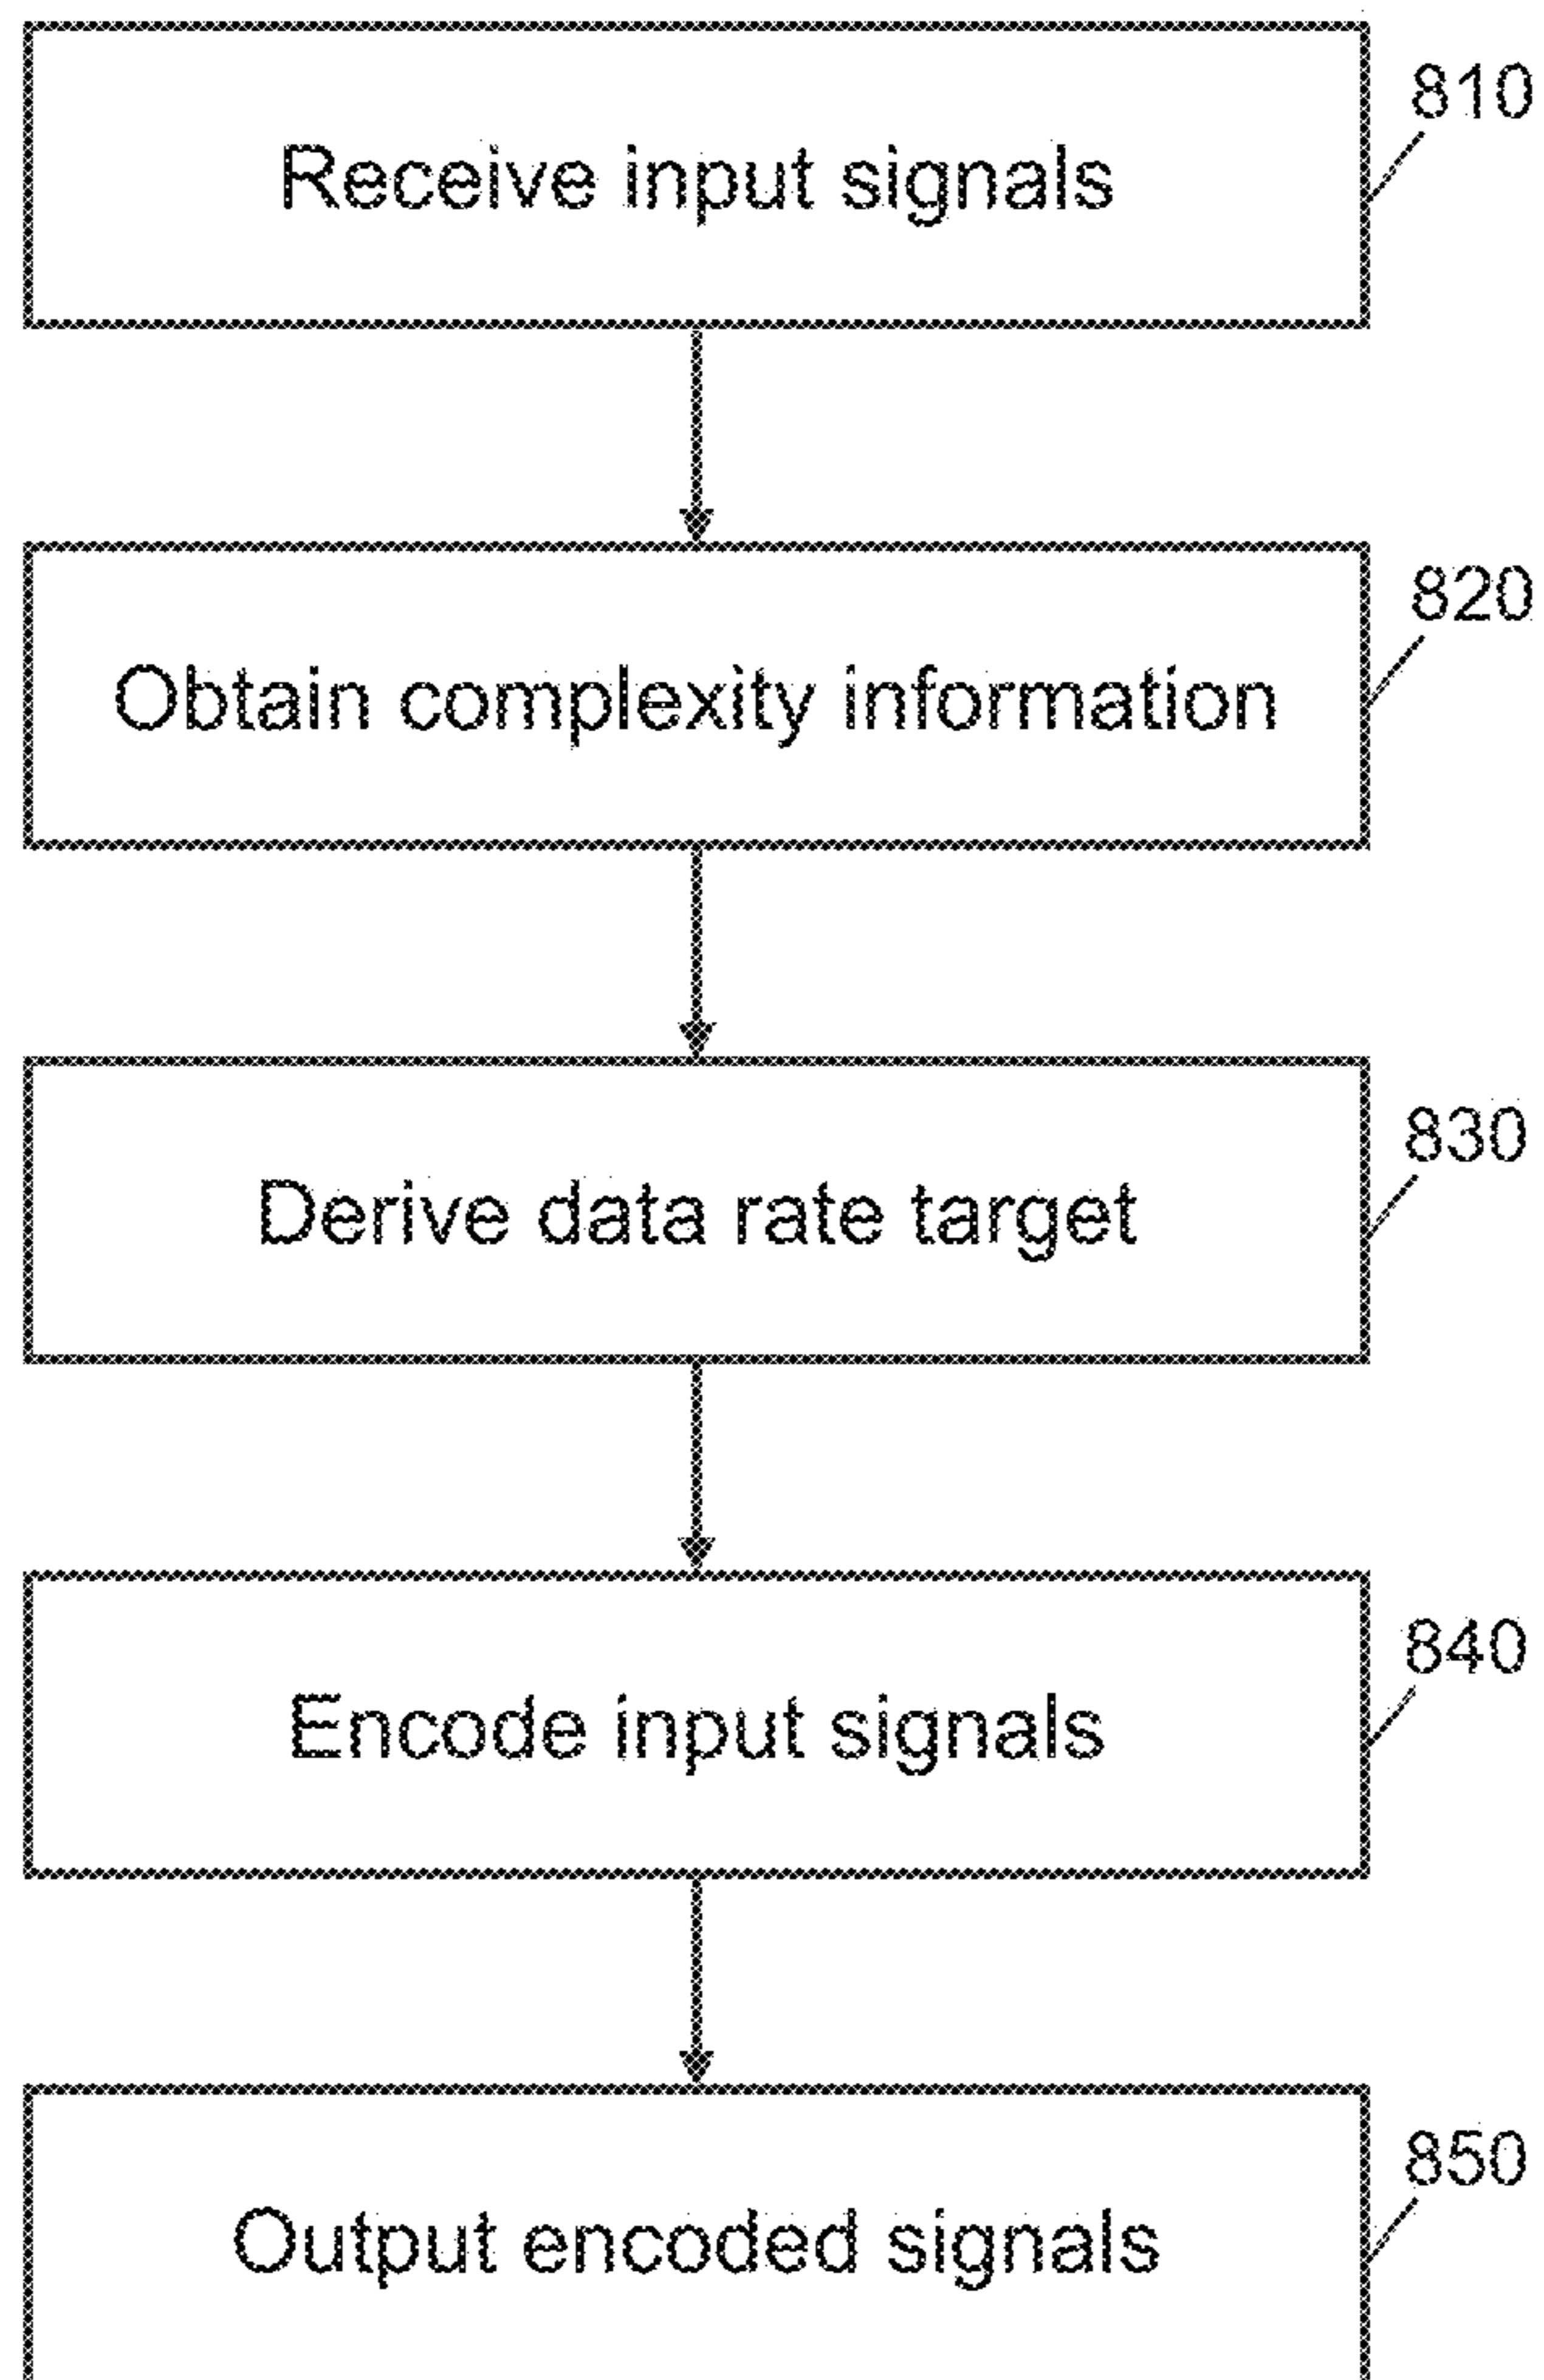 Receive input signals
810
Obtain complexity information
820
Derive data rate target
830
Encode input signals
840
Output encoded signals
850